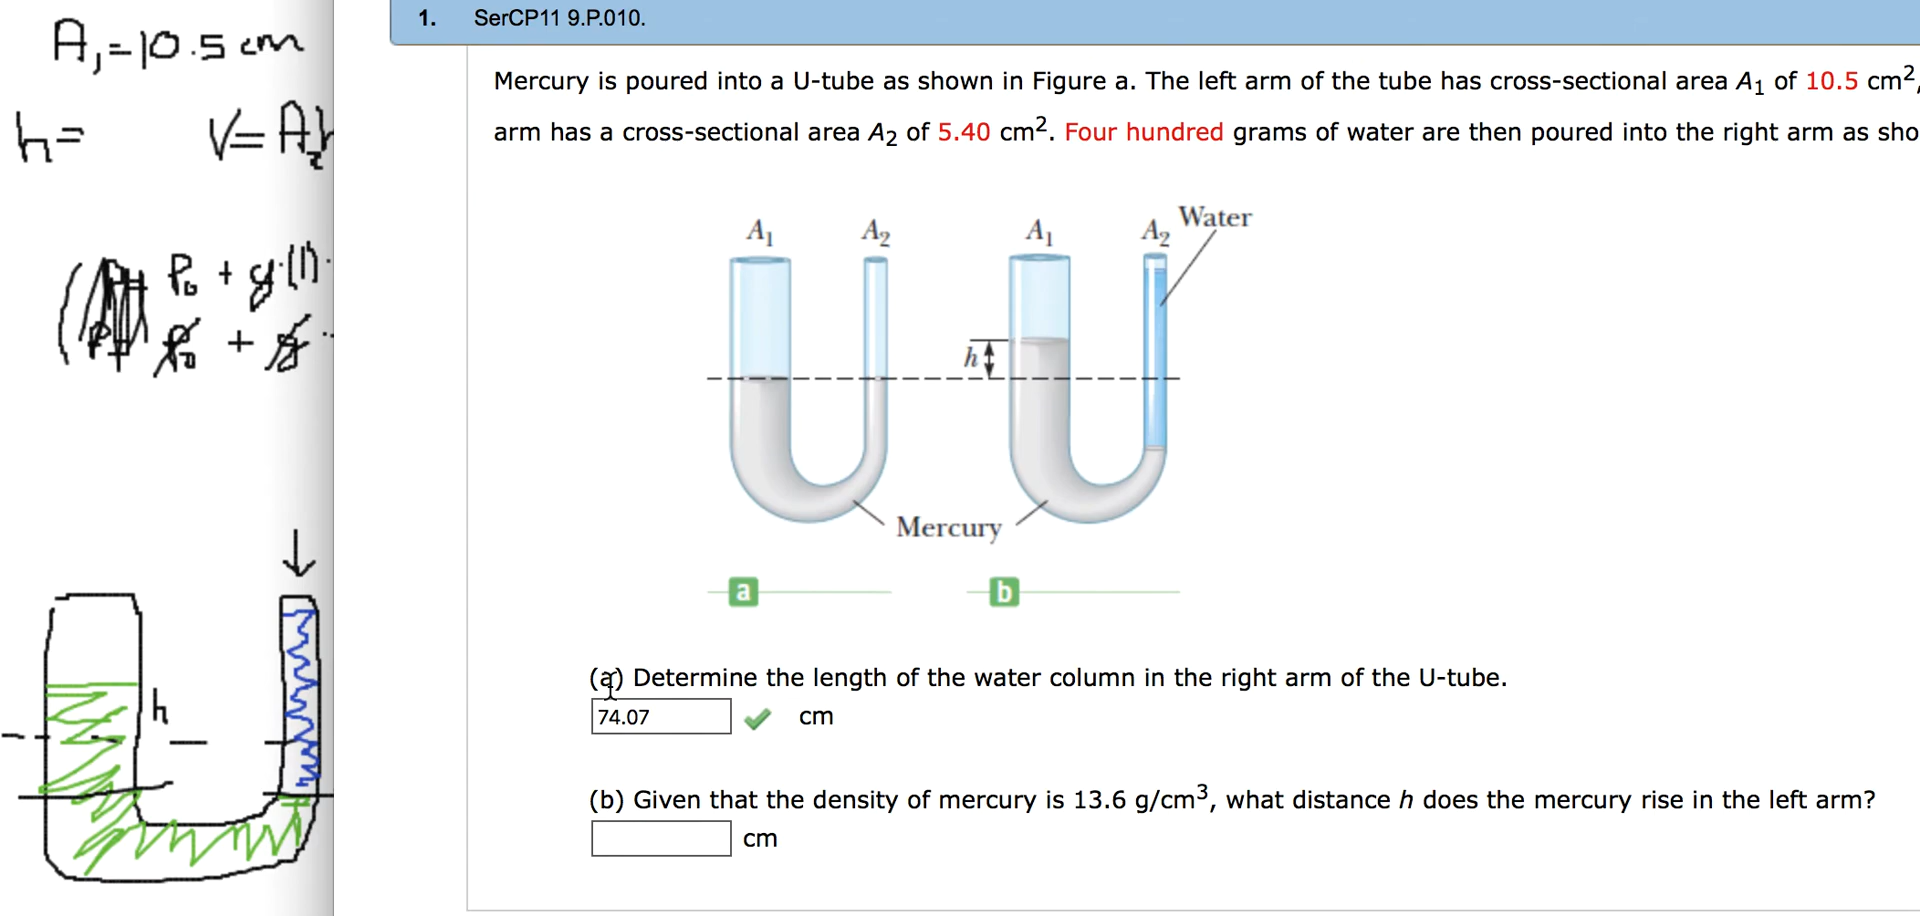 A₁=10.5 cm
h=
V=A₂h
P₀ + g·(1)·
P₀ + g ·
h
1. SerCP11 9.P.010.
Mercury is poured into a U-tube as shown in Figure a. The left arm of the tube has cross-sectional area A₁ of 10.5 cm²,
arm has a cross-sectional area A₂ of 5.40 cm². Four hundred grams of water are then poured into the right arm as sho
A₁ A₂ A₁ A₂ Water
h
Mercury
a b
(a) Determine the length of the water column in the right arm of the U-tube.
74.07 cm
(b) Given that the density of mercury is 13.6 g/cm³, what distance h does the mercury rise in the left arm?
cm